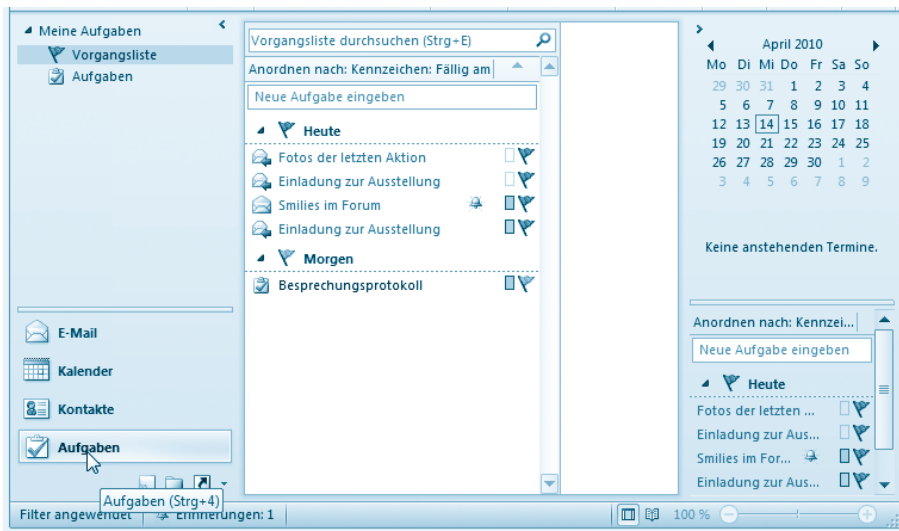 Meine Aufgaben
Vorgangsliste
Aufgaben
E-Mail
Kalender
Kontakte
Aufgaben
Aufgaben (Strg+4)
Vorgangsliste durchsuchen (Strg+E)
Anordnen nach: Kennzeichen: Fällig am
Neue Aufgabe eingeben
Heute
Fotos der letzten Aktion
Einladung zur Ausstellung
Smilies im Forum
Einladung zur Ausstellung
Morgen
Besprechungsprotokoll
April 2010
Mo Di Mi Do Fr Sa So
29 30 31 1 2 3 4
5 6 7 8 9 10 11
12 13 14 15 16 17 18
19 20 21 22 23 24 25
26 27 28 29 30 1 2
3 4 5 6 7 8 9
Keine anstehenden Termine.
Anordnen nach: Kennzei...
Neue Aufgabe eingeben
Heute
Fotos der letzten ...
Einladung zur Aus...
Smilies im For...
Einladung zur Aus...
Filter angewendet Erinnerungen: 1 100 %